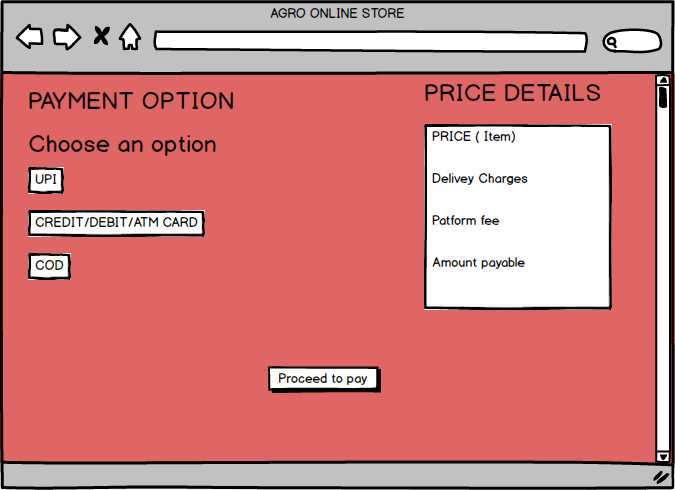 AGRO ONLINE STORE
PAYMENT OPTION
Choose an option
UPI
CREDIT/DEBIT/ATM CARD
COD
PRICE DETAILS
PRICE ( Item)
Delivey Charges
Patform fee
Amount payable
Proceed to pay